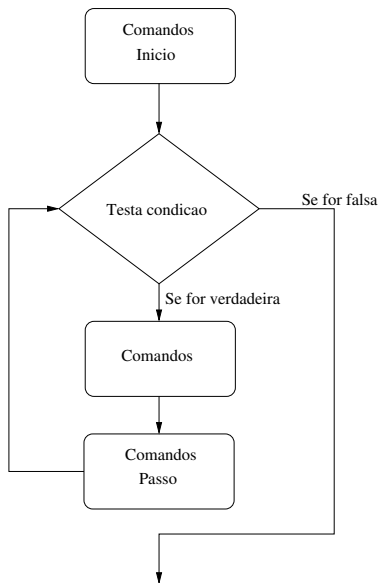 Comandos
Inicio
Testa condicao
Se for falsa
Se for verdadeira
Comandos
Comandos
Passo